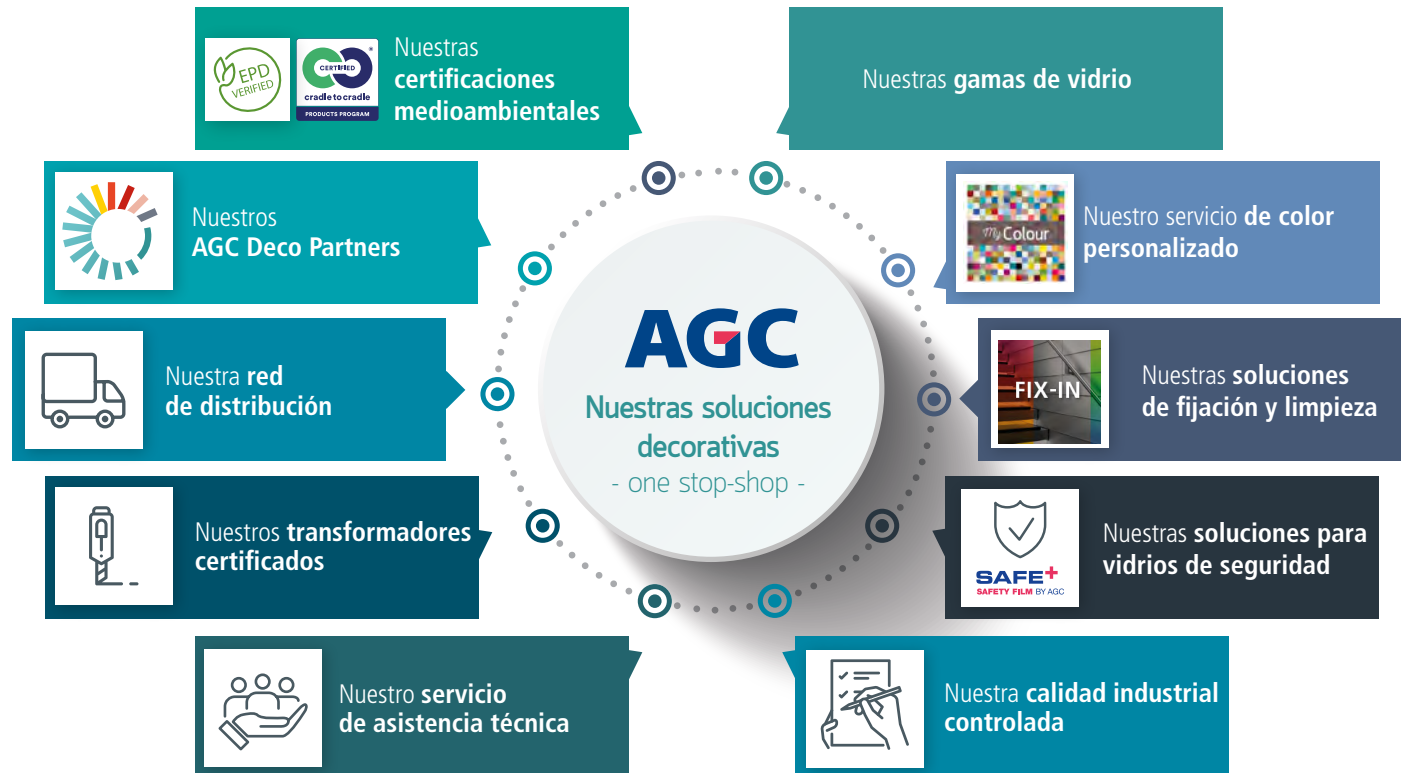 EPD
VERIFIED
CERTIFIED
cradle to cradle
PRODUCTS PROGRAM
Nuestras
certificaciones
medioambientales
Nuestras gamas de vidrio
Nuestros
AGC Deco Partners
My Colour
Nuestro servicio de color
personalizado
Nuestra red
de distribución
AGC
Nuestras soluciones
decorativas
- one stop-shop -
FIX-IN
Nuestras soluciones
de fijación y limpieza
Nuestros transformadores
certificados
SAFE+
SAFETY FILM BY AGC
Nuestras soluciones para
vidrios de seguridad
Nuestro servicio
de asistencia técnica
Nuestra calidad industrial
controlada